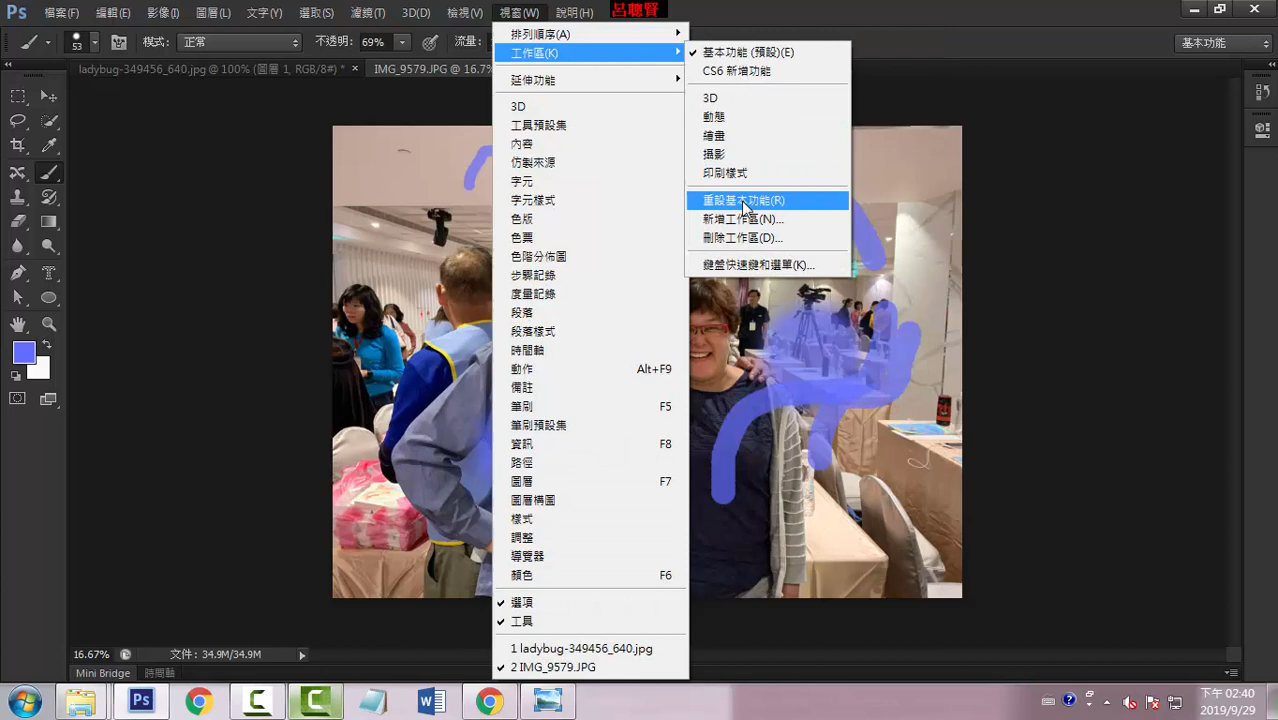 Ps 檔案(F) 編輯(E) 影像(I) 圖層(L) 文字(Y) 選取(S) 濾鏡(T) 3D(D) 檢視(V) 視窗(W) 說明(H) 呂聰賢
不透明: 69% 流量: 基本功能
ladybug-349456_640.jpg @ 150% (圖層 1, RGB/8#) * × IMG_9579.JPG @ 16.7%
排列順序(A)
工作區(K)
延伸功能
3D
工具預設集
內容
仿製來源
字元
字元樣式
色版
色票
色階分佈圖
步驟記錄
度量記錄
段落
段落樣式
時間軸
動作 Alt+F9
備註
筆刷 F5
筆刷預設集
資訊 F8
路徑
圖層 F7
圖層構圖
樣式
調整
導覽器
顏色 F6
選項
工具
1 ladybug-349456_640.jpg
2 IMG_9579.JPG
基本功能 (預設)(E)
CS6 新增功能
3D
動態
繪畫
攝影
印刷樣式
重設基本功能(R)
新增工作區(N)...
刪除工作區(D)...
鍵盤快速鍵和選單(K)...
16.67% 文件: 34.9M/34.9M
Mini Bridge 時間軸
下午 02:40
2019/9/29